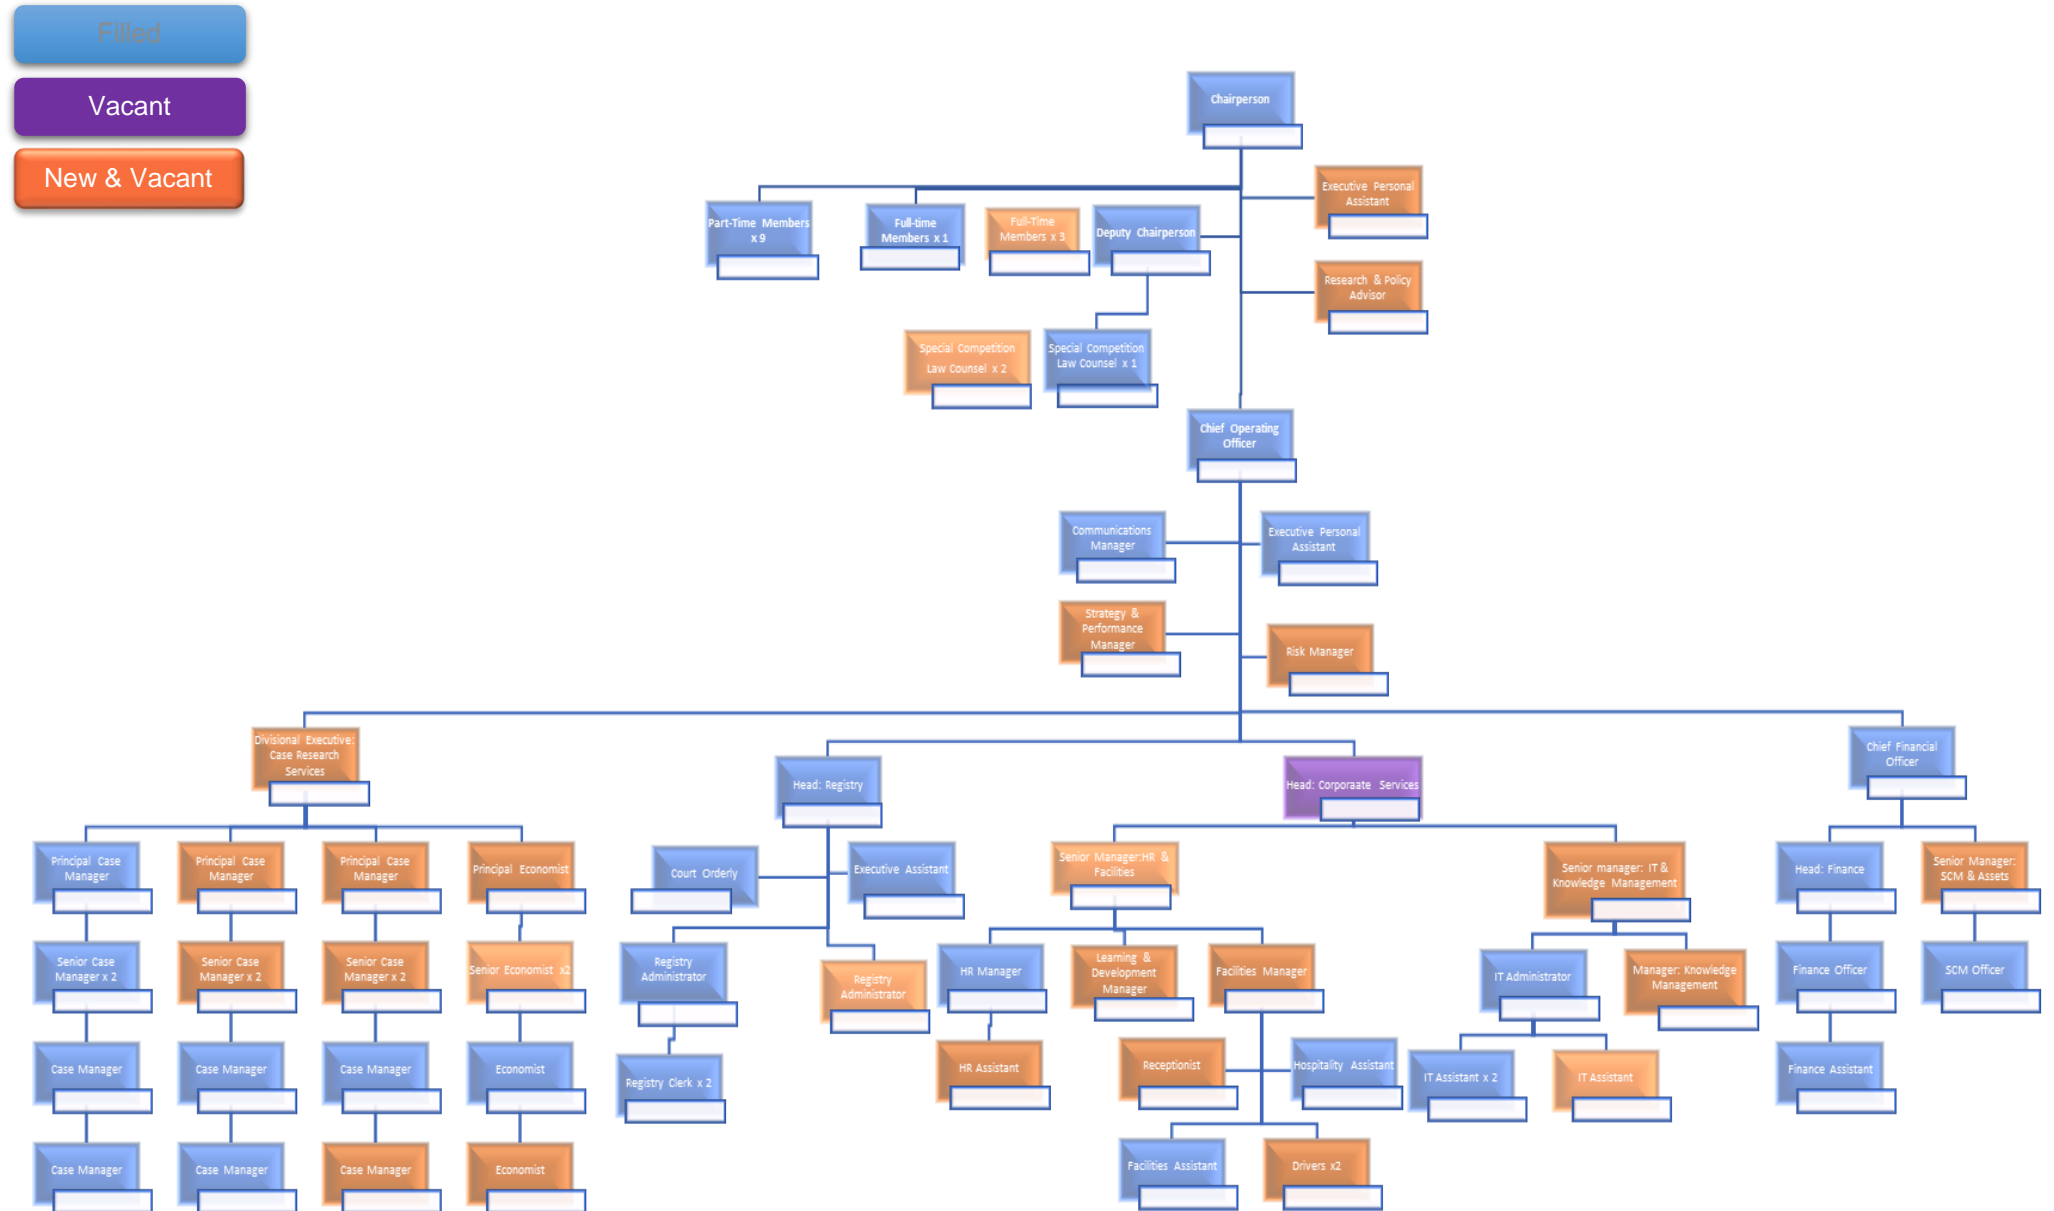 Filled
Vacant
New & Vacant
Chairperson
Executive Personal
Assistant
Part-Time Members
x 9
Full-time
Members x 1
Full-Time
Members x 3
Deputy Chairperson
Research & Policy
Advisor
Special Competition
Law Counsel x 2
Special Competition
Law Counsel x 1
Chief Operating
Officer
Communications
Manager
Executive Personal
Assistant
Strategy &
Performance
Manager
Risk Manager
Divisional Executive:
Case Research
Services
Head: Registry
Head: Corporaate Services
Chief Financial
Officer
Principal Case
Manager
Principal Case
Manager
Principal Case
Manager
Principal Economist
Court Orderly
Executive Assistant
Senior Manager:HR &
Facilities
Senior manager: IT &
Knowledge Management
Head: Finance
Senior Manager:
SCM & Assets
Senior Case
Manager x 2
Senior Case
Manager x 2
Senior Case
Manager x 2
Senior Economist x2
Registry
Administrator
Registry
Administrator
HR Manager
Learning &
Development
Manager
Facilities Manager
IT Administrator
Manager: Knowledge
Management
Finance Officer
SCM Officer
Case Manager
Case Manager
Case Manager
Economist
Registry Clerk x 2
HR Assistant
Receptionist
Hospitality Assistant
IT Assistant x 2
IT Assistant
Finance Assistant
Case Manager
Case Manager
Case Manager
Economist
Facilities Assistant
Drivers x2